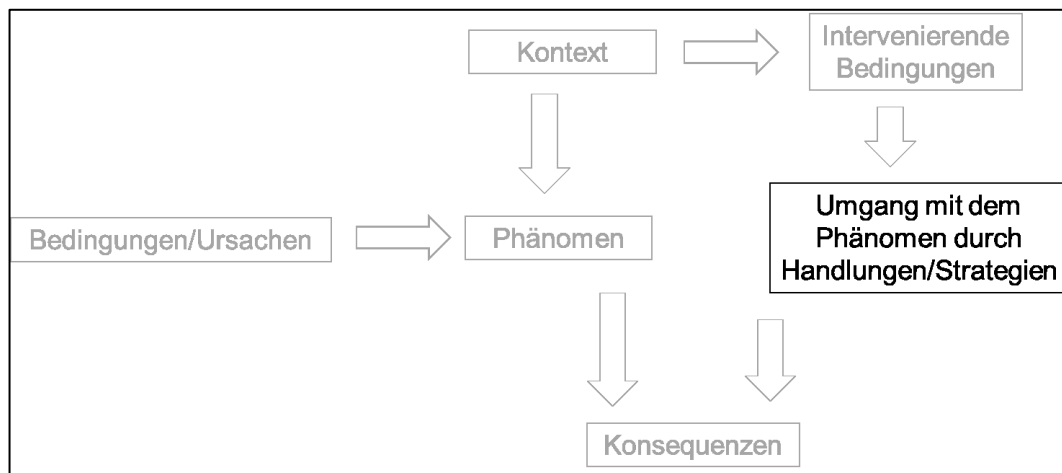 Kontext
Intervenierende
Bedingungen
Umgang mit dem
Phänomen durch
Handlungen/Strategien
Bedingungen/Ursachen
Phänomen
Konsequenzen